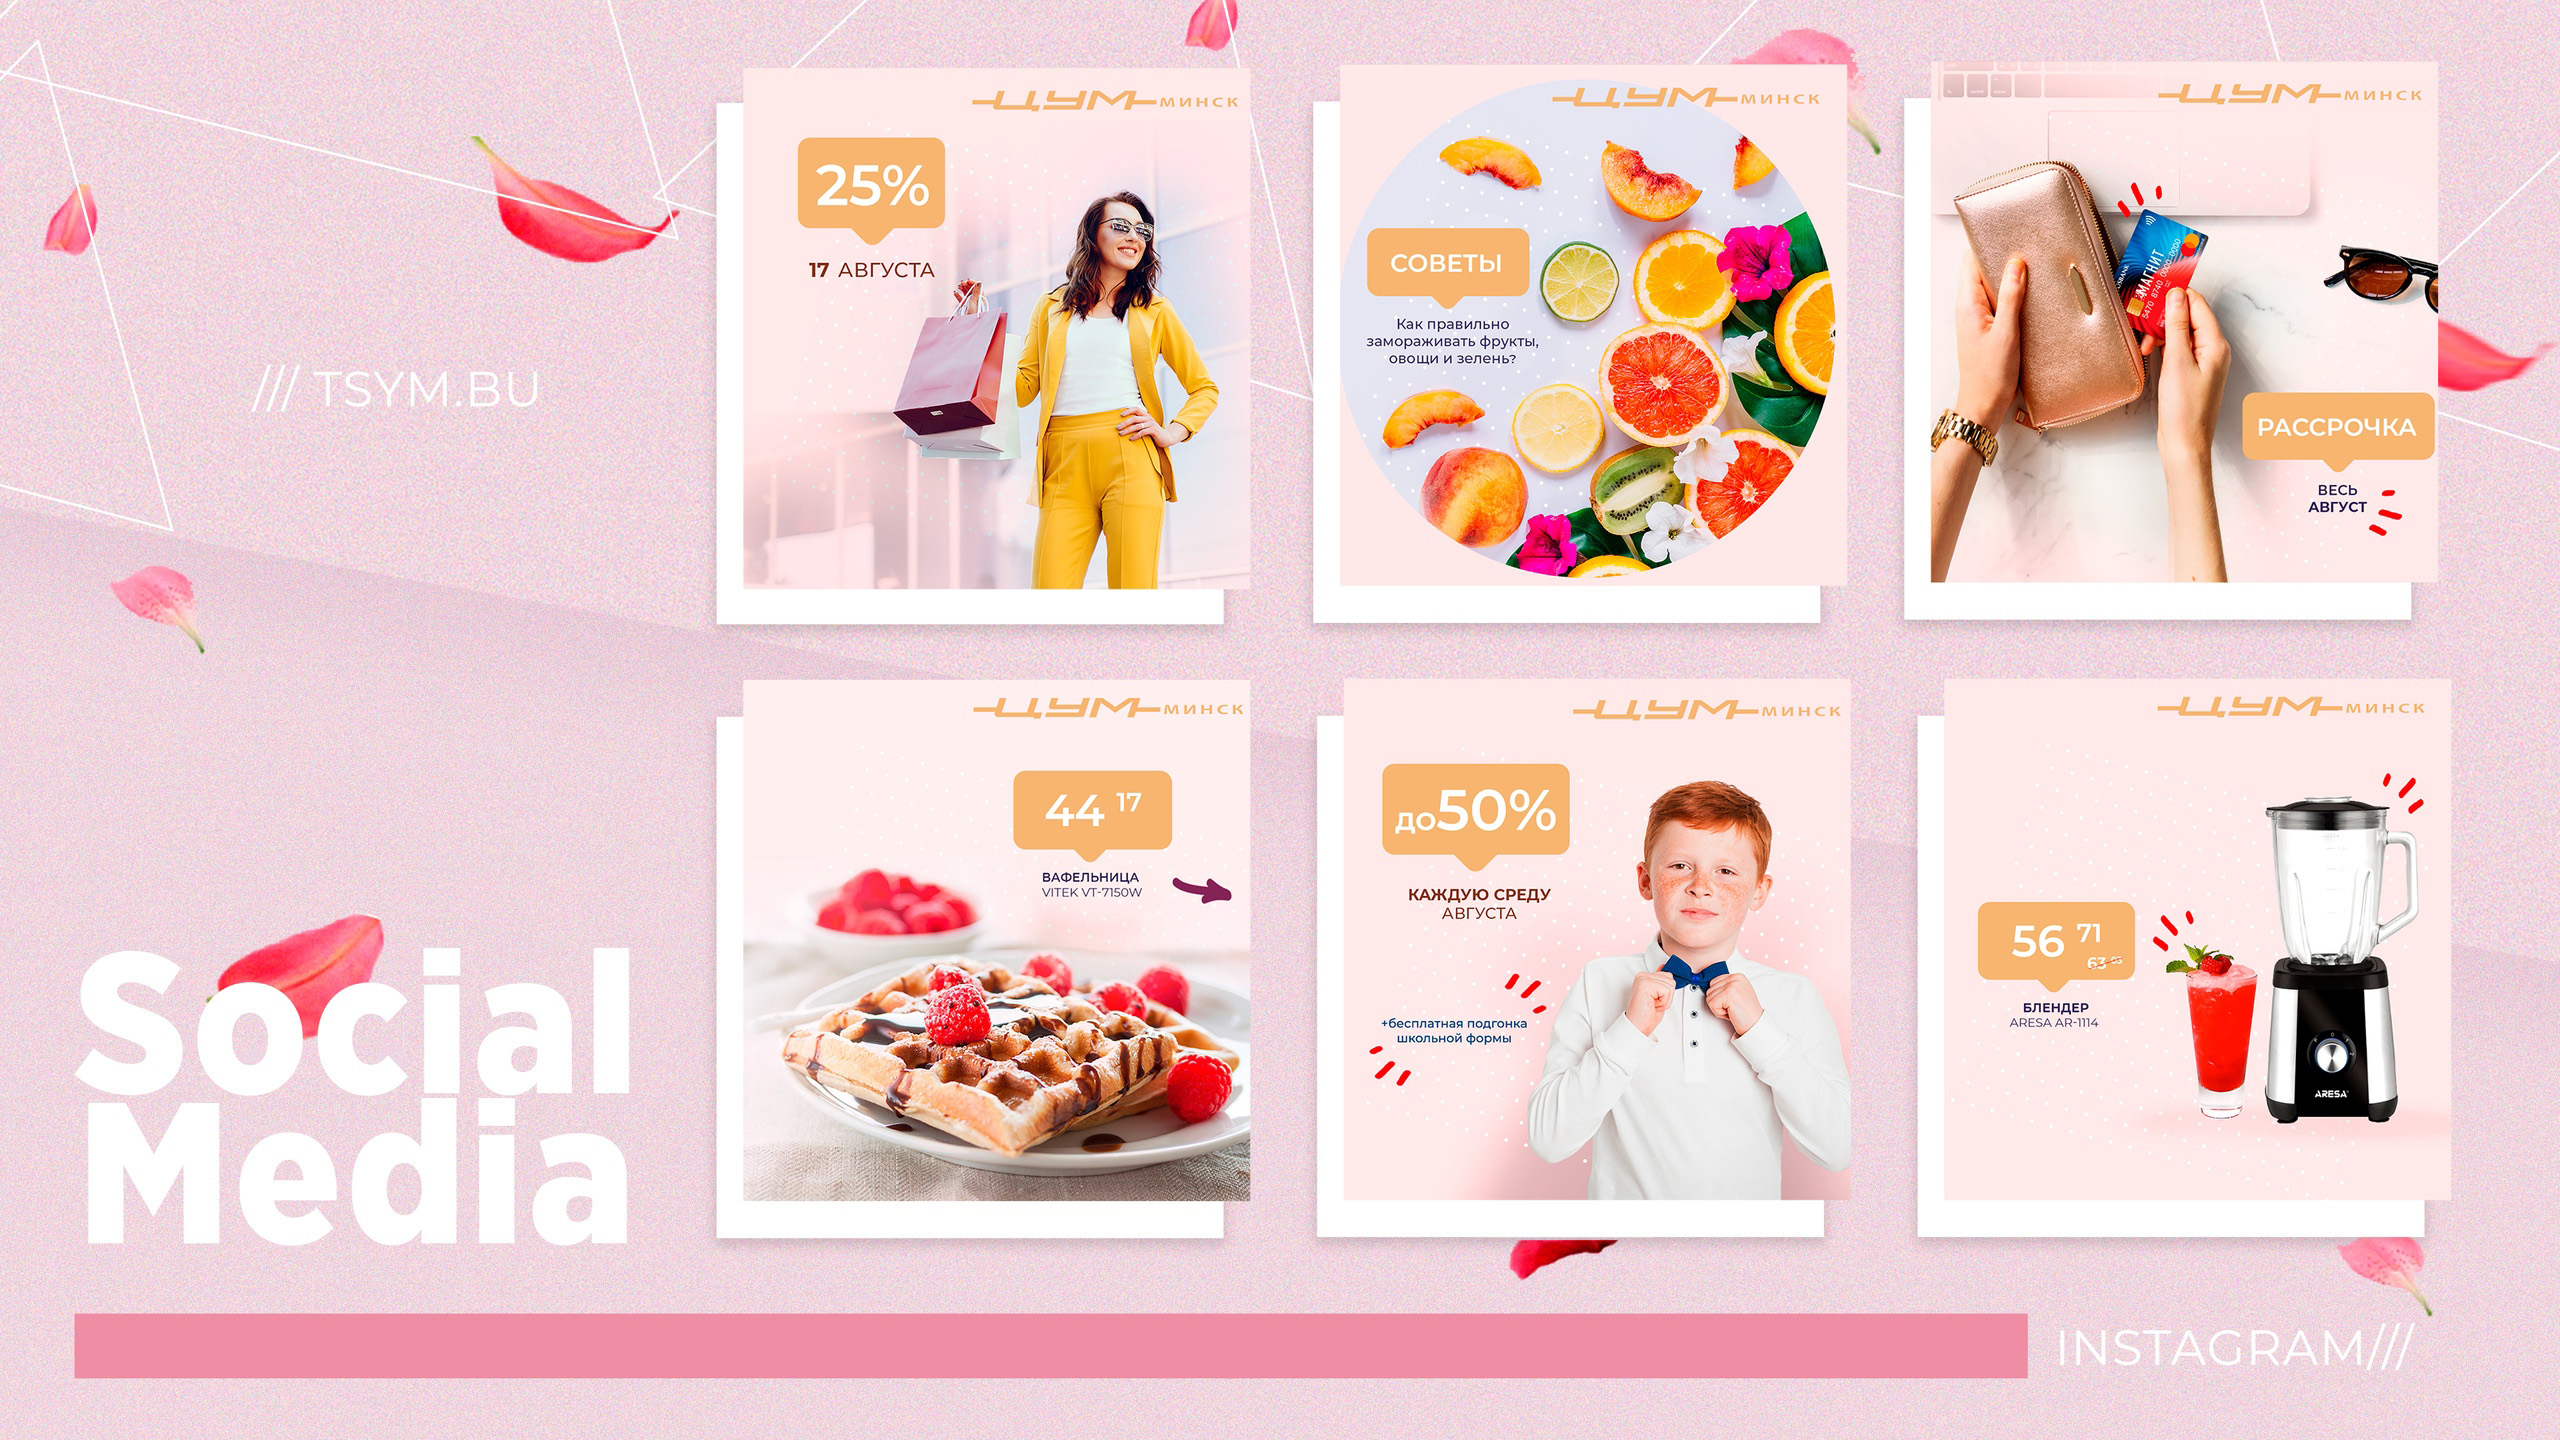 /// TSYM.BU
ЦУМ МИНСК
25%
17 АВГУСТА
ЦУМ МИНСК
СОВЕТЫ
Как правильно
замораживать фрукты,
овощи и зелень?
ЦУМ МИНСК
МАГНИТ
РАССРОЧКА
ВЕСЬ
АВГУСТ
Social
Media
ЦУМ МИНСК
44 17
ВАФЕЛЬНИЦА
VITEK VT-7150W
ЦУМ МИНСК
до50%
КАЖДУЮ СРЕДУ
АВГУСТА
+бесплатная подгонка
школьной формы
ЦУМ МИНСК
56 71
БЛЕНДЕР
ARESA AR-1114
ARESA
INSTAGRAM///